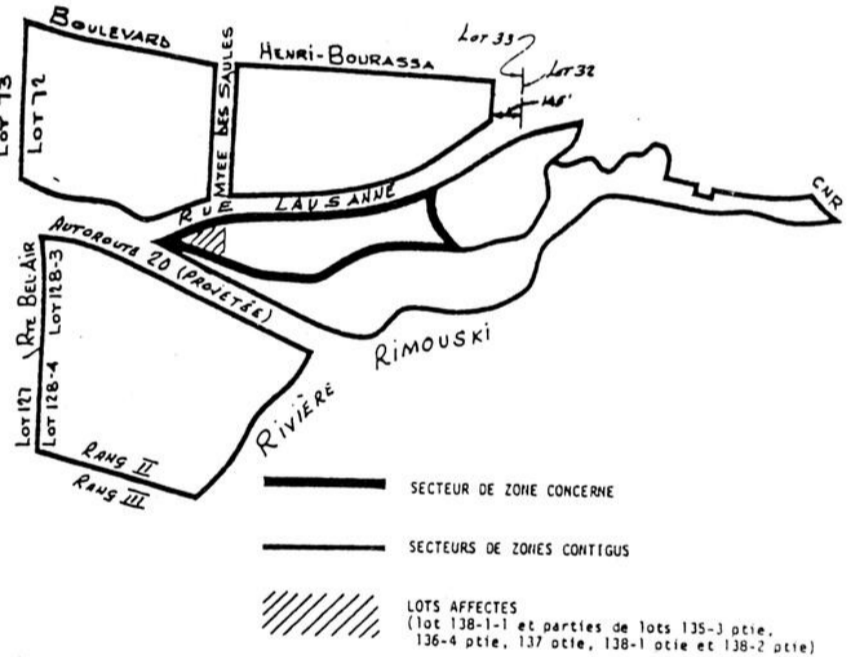 BOULEVARD
HENRI-BOURASSA
MTEE DES SAULES
LOT 33
LOT 32
145'
LOT 73
LOT 72
RUE LAUSANNE
CNR
AUTOROUTE 20 (PROJETÉE)
RTE BEL-AIR
LOT 128-3
LOT 127
LOT 128-4
RIVIÈRE RIMOUSKI
RANG II
RANG III
SECTEUR DE ZONE CONCERNE
SECTEURS DE ZONES CONTIGUS
LOTS AFFECTES
(lot 138-1-1 et parties de lots 135-3 ptie,
136-4 ptie, 137 ptie, 138-1 ptie et 138-2 ptie)